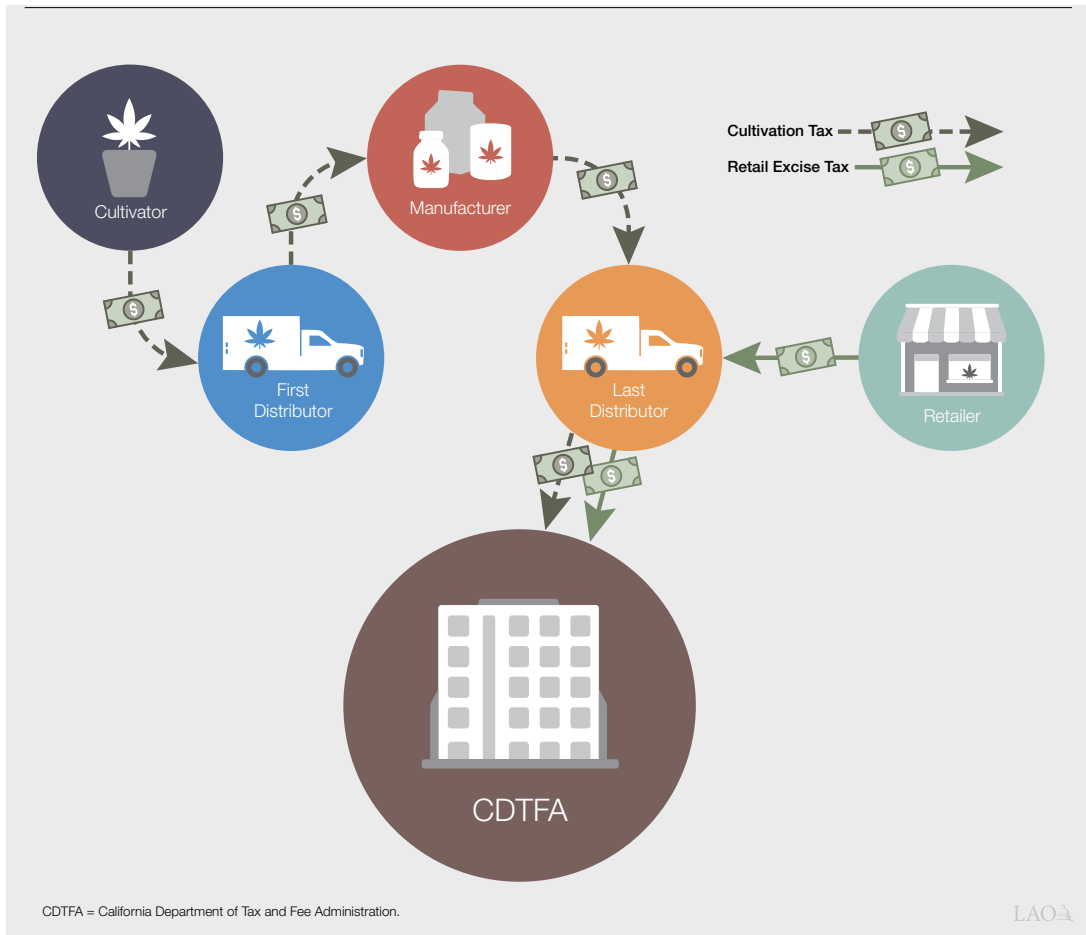 Cultivator
Manufacturer
Cultivation Tax
Retail Excise Tax
First
Distributor
Last
Distributor
Retailer
CDTFA
CDTFA = California Department of Tax and Fee Administration.
LAO